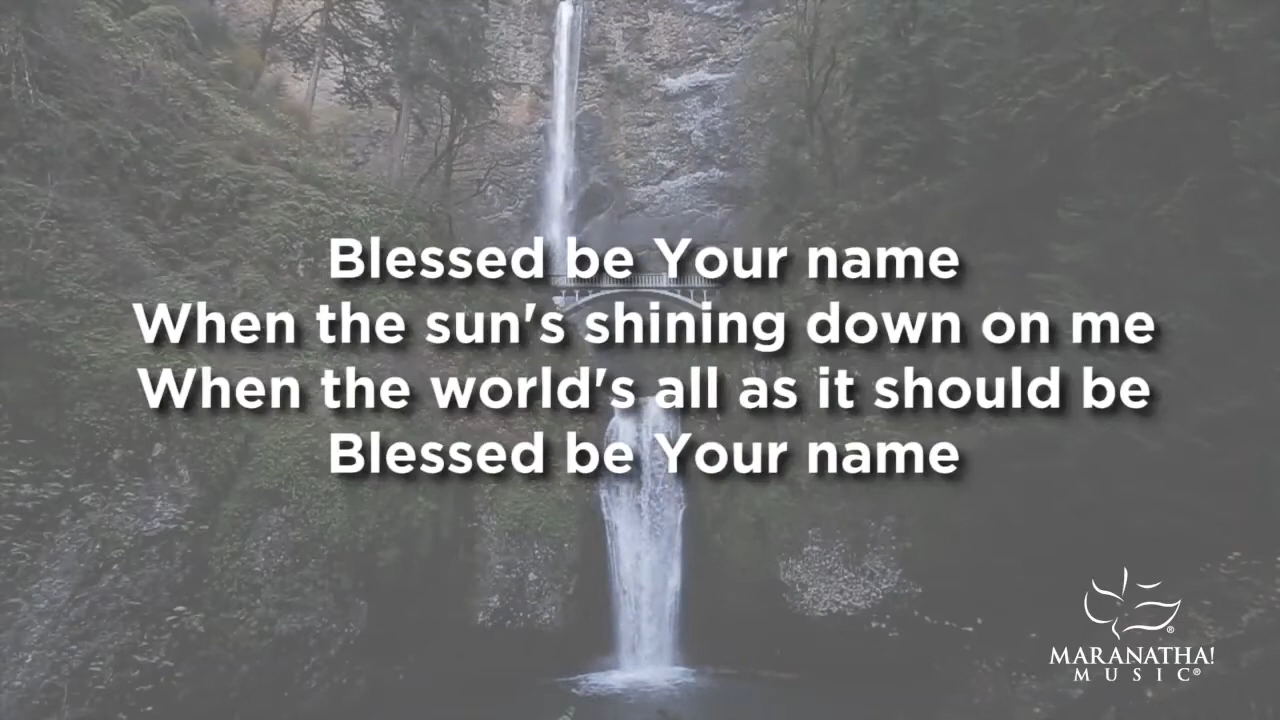 Blessed be Your name
When the sun's shining down on me
When the world's all as it should be
Blessed be Your name
MARANATHA!
MUSIC®